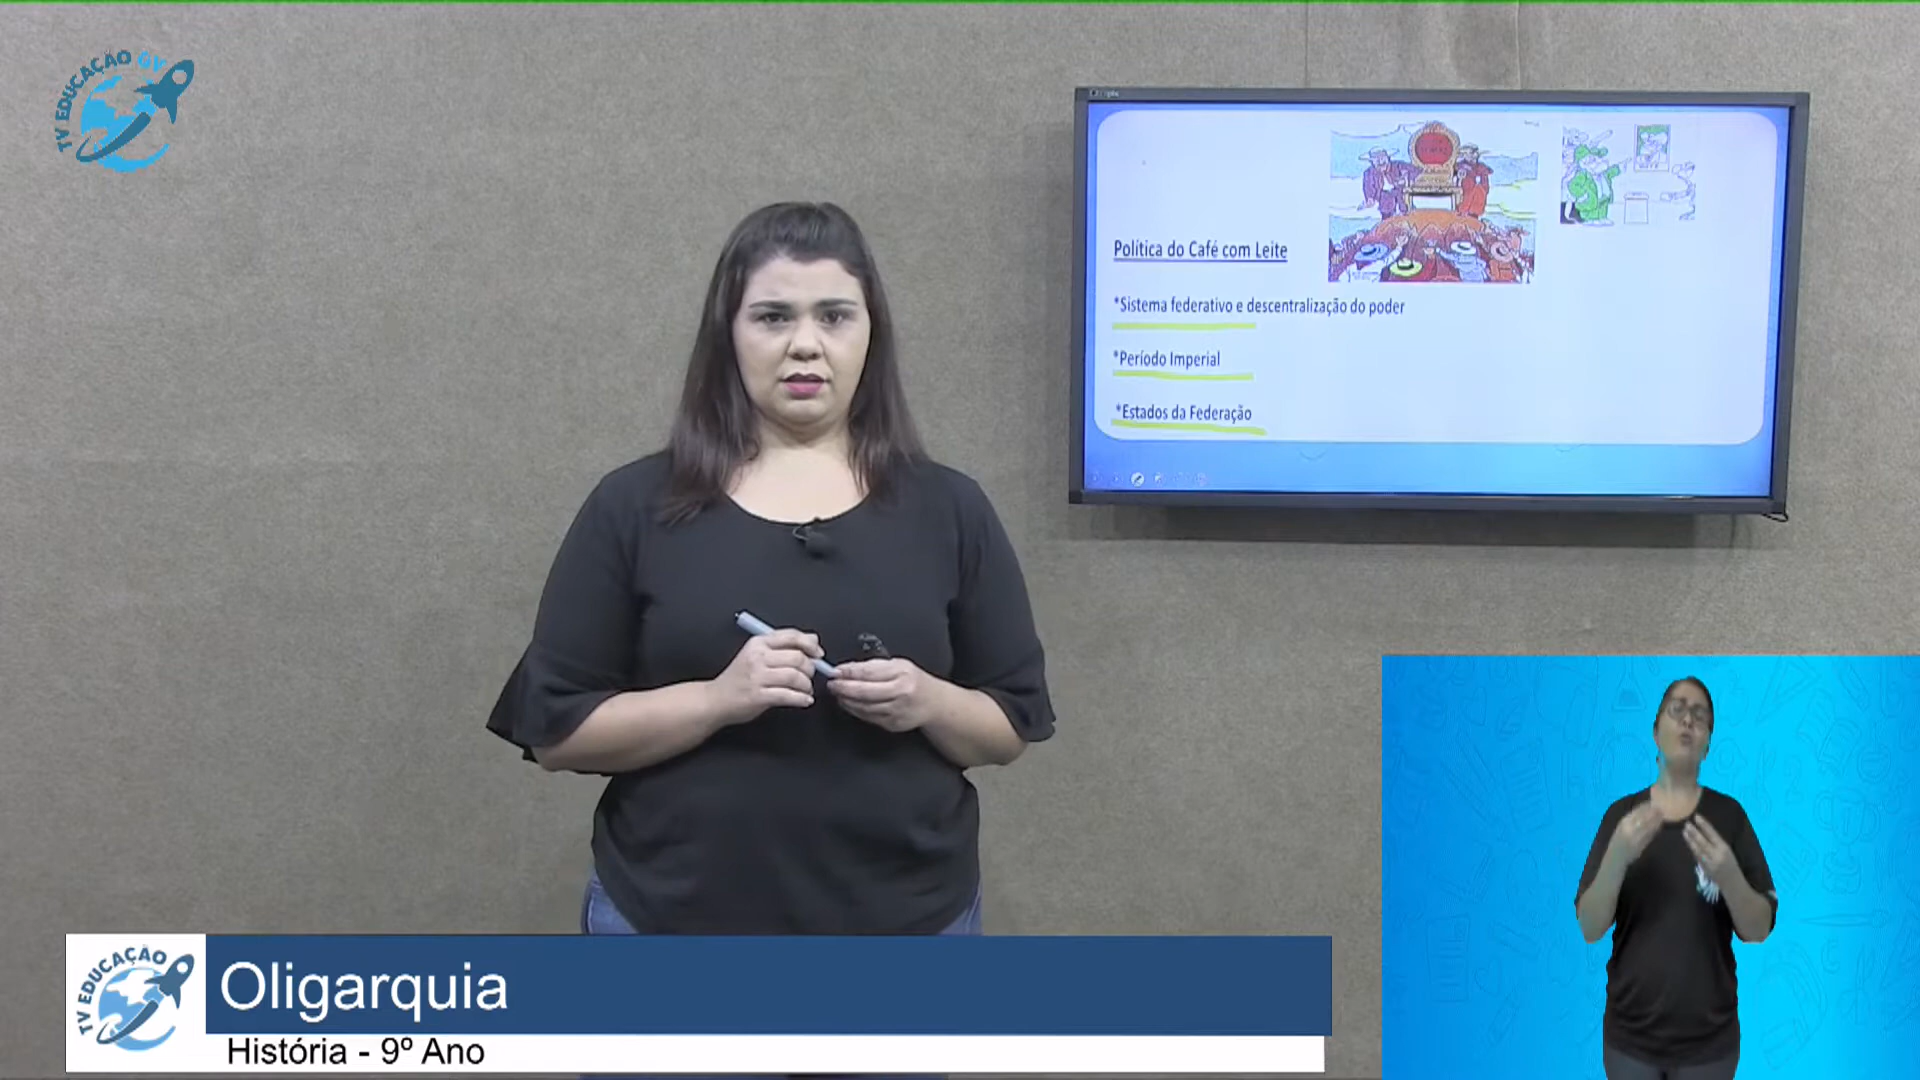 TV EDUCAÇÃO GV
Política do Café com Leite
*Sistema federativo e descentralização do poder
*Período Imperial
*Estados da Federação
TV EDUCAÇÃO
Oligarquia
História - 9º Ano